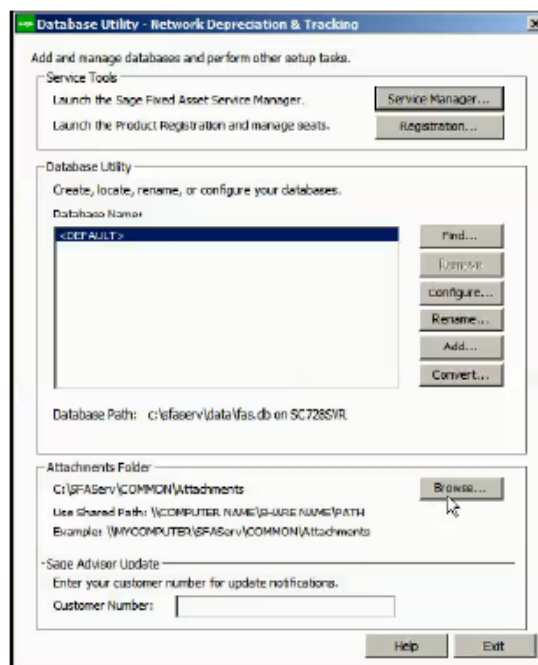 Database Utility - Network Depreciation & Tracking
Add and manage databases and perform other setup tasks.
Service Tools
Launch the Sage Fixed Asset Service Manager.
Service Manager...
Launch the Product Registration and manage seats.
Registration...
Database Utility
Create, locate, rename, or configure your databases.
Database Name:
<DEFAULT>
Find...
Remove
Configure...
Rename...
Add...
Convert...
Database Path: c:\sfaserv\data\fas.db on SC728SVR
Attachments Folder
C:\SFAServ\COMMON\Attachments
Browse...
Use Shared Path: \\COMPUTER NAME\SHARE NAME\PATH
Example: \\MYCOMPUTER\SFAServ\COMMON\Attachments
Sage Advisor Update
Enter your customer number for update notifications.
Customer Number:
Help
Exit